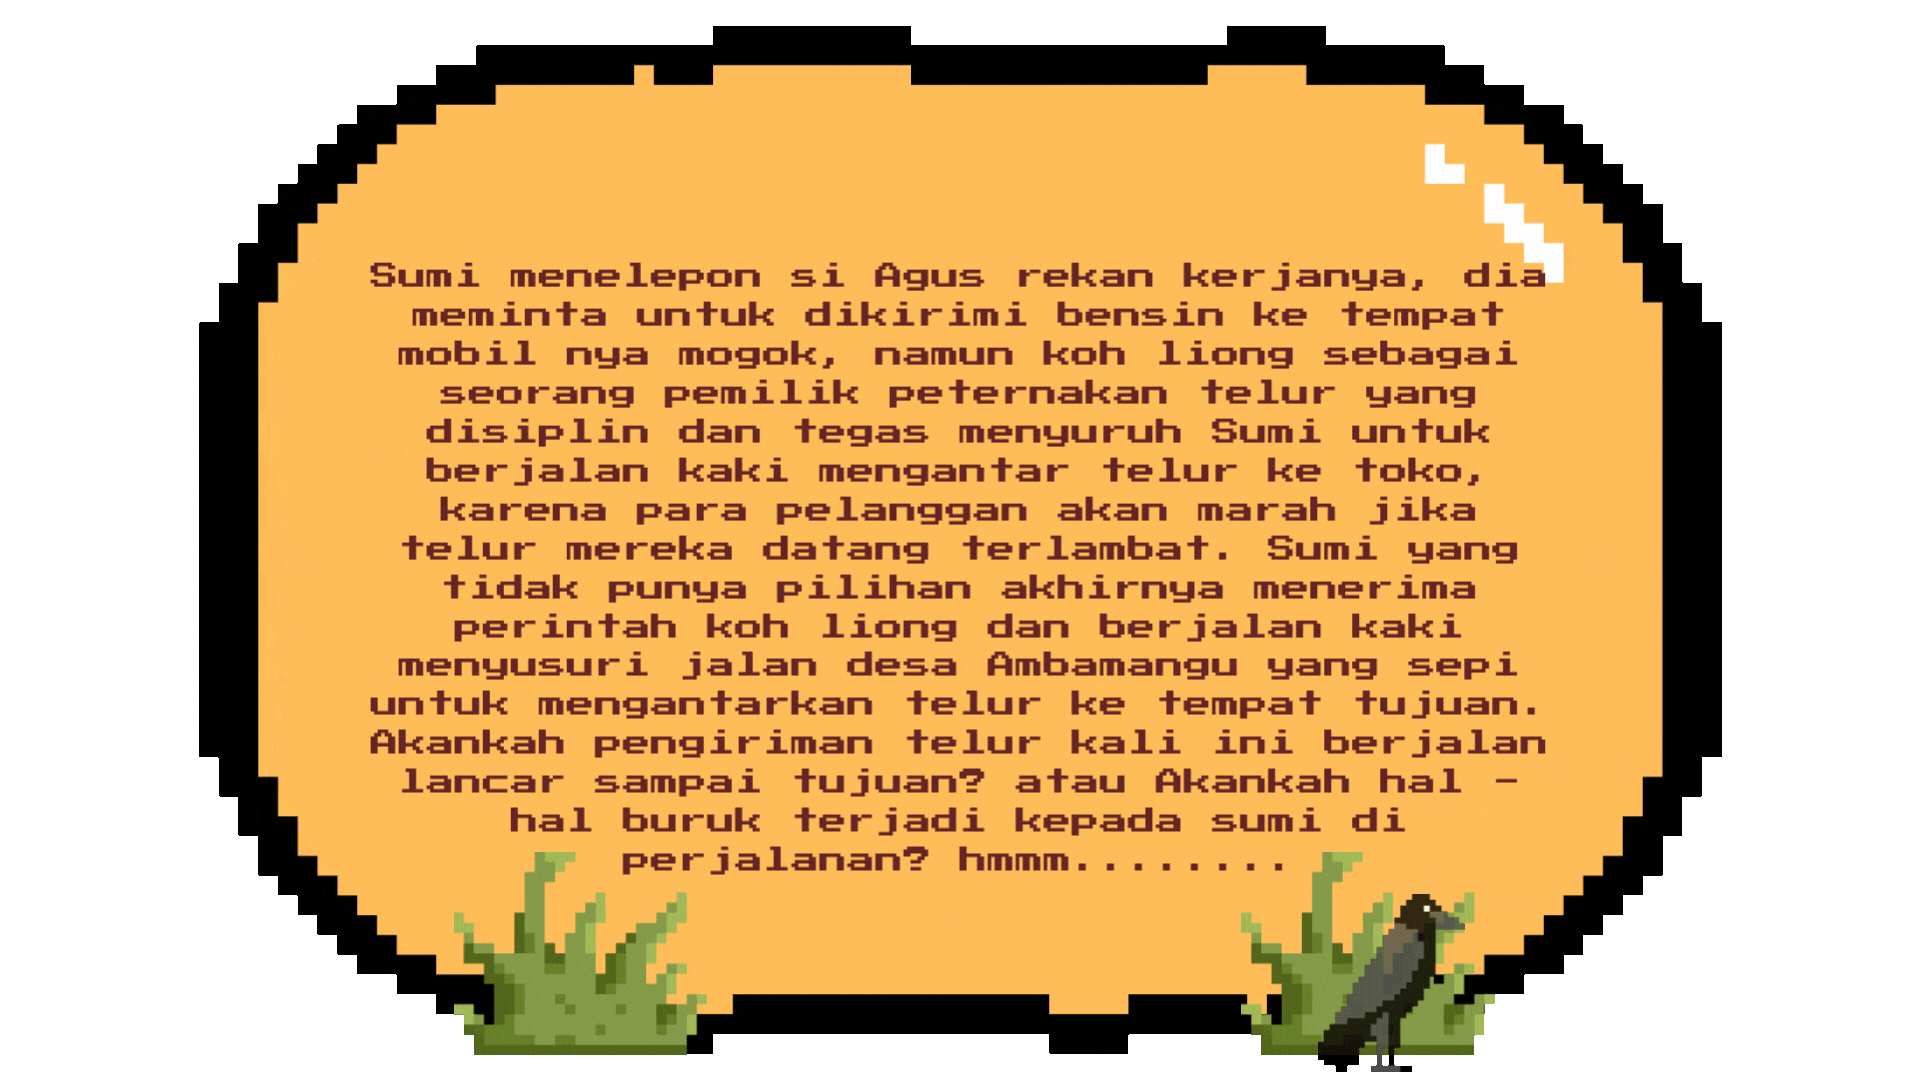 Sumi menelepon si Agus rekan kerjanya, dia
meminta untuk dikirimi bensin ke tempat
mobil nya mogok, namun koh liong sebagai
seorang pemilik peternakan telur yang
disiplin dan tegas menyuruh Sumi untuk
berjalan kaki mengantar telur ke toko,
karena para pelanggan akan marah jika
telur mereka datang terlambat. Sumi yang
tidak punya pilihan akhirnya menerima
perintah koh liong dan berjalan kaki
menyusuri jalan desa Ambamangu yang sepi
untuk mengantarkan telur ke tempat tujuan.
Akankah pengiriman telur kali ini berjalan
lancar sampai tujuan? atau Akankah hal -
hal buruk terjadi kepada sumi di
perjalanan? hmmm........